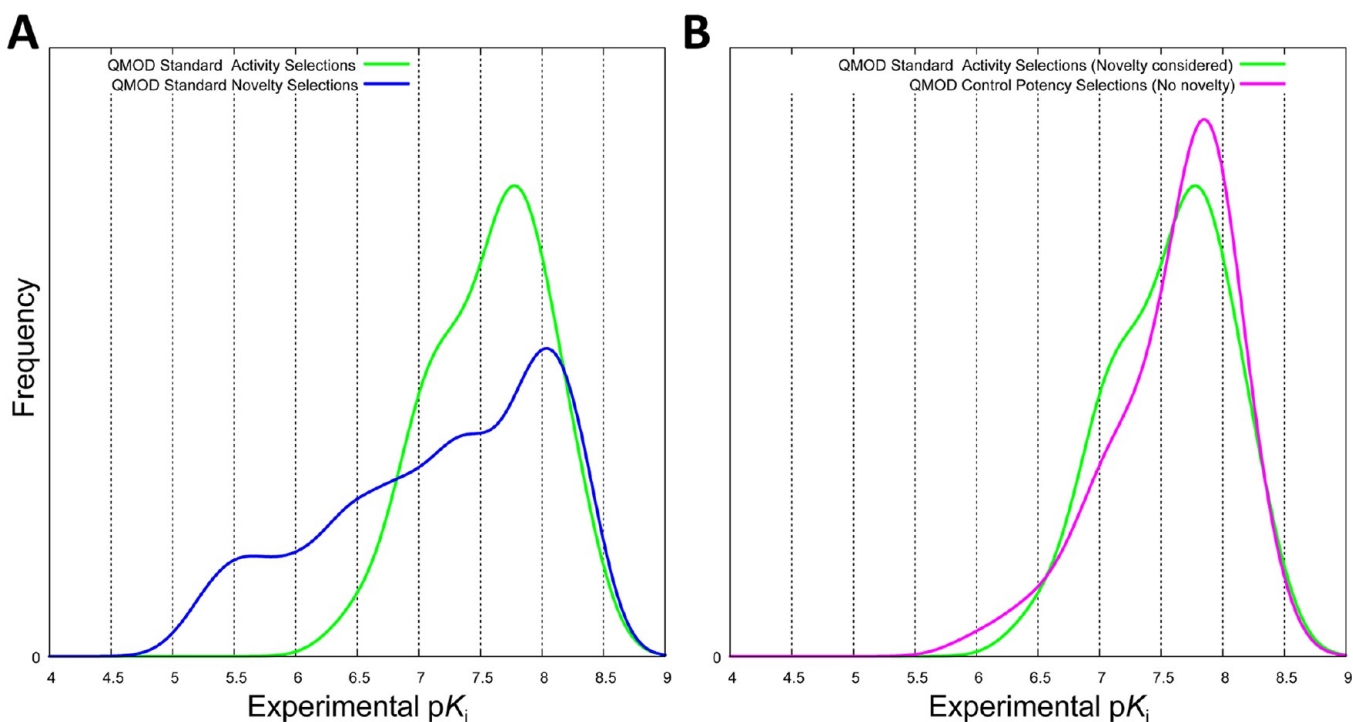 A
QMOD Standard  Activity Selections
QMOD Standard Novelty Selections
Frequency
0
4 4.5 5 5.5 6 6.5 7 7.5 8 8.5 9
Experimental pKi
B
QMOD Standard  Activity Selections (Novelty considered)
QMOD Control Potency Selections (No novelty)
0
4 4.5 5 5.5 6 6.5 7 7.5 8 8.5 9
Experimental pKi